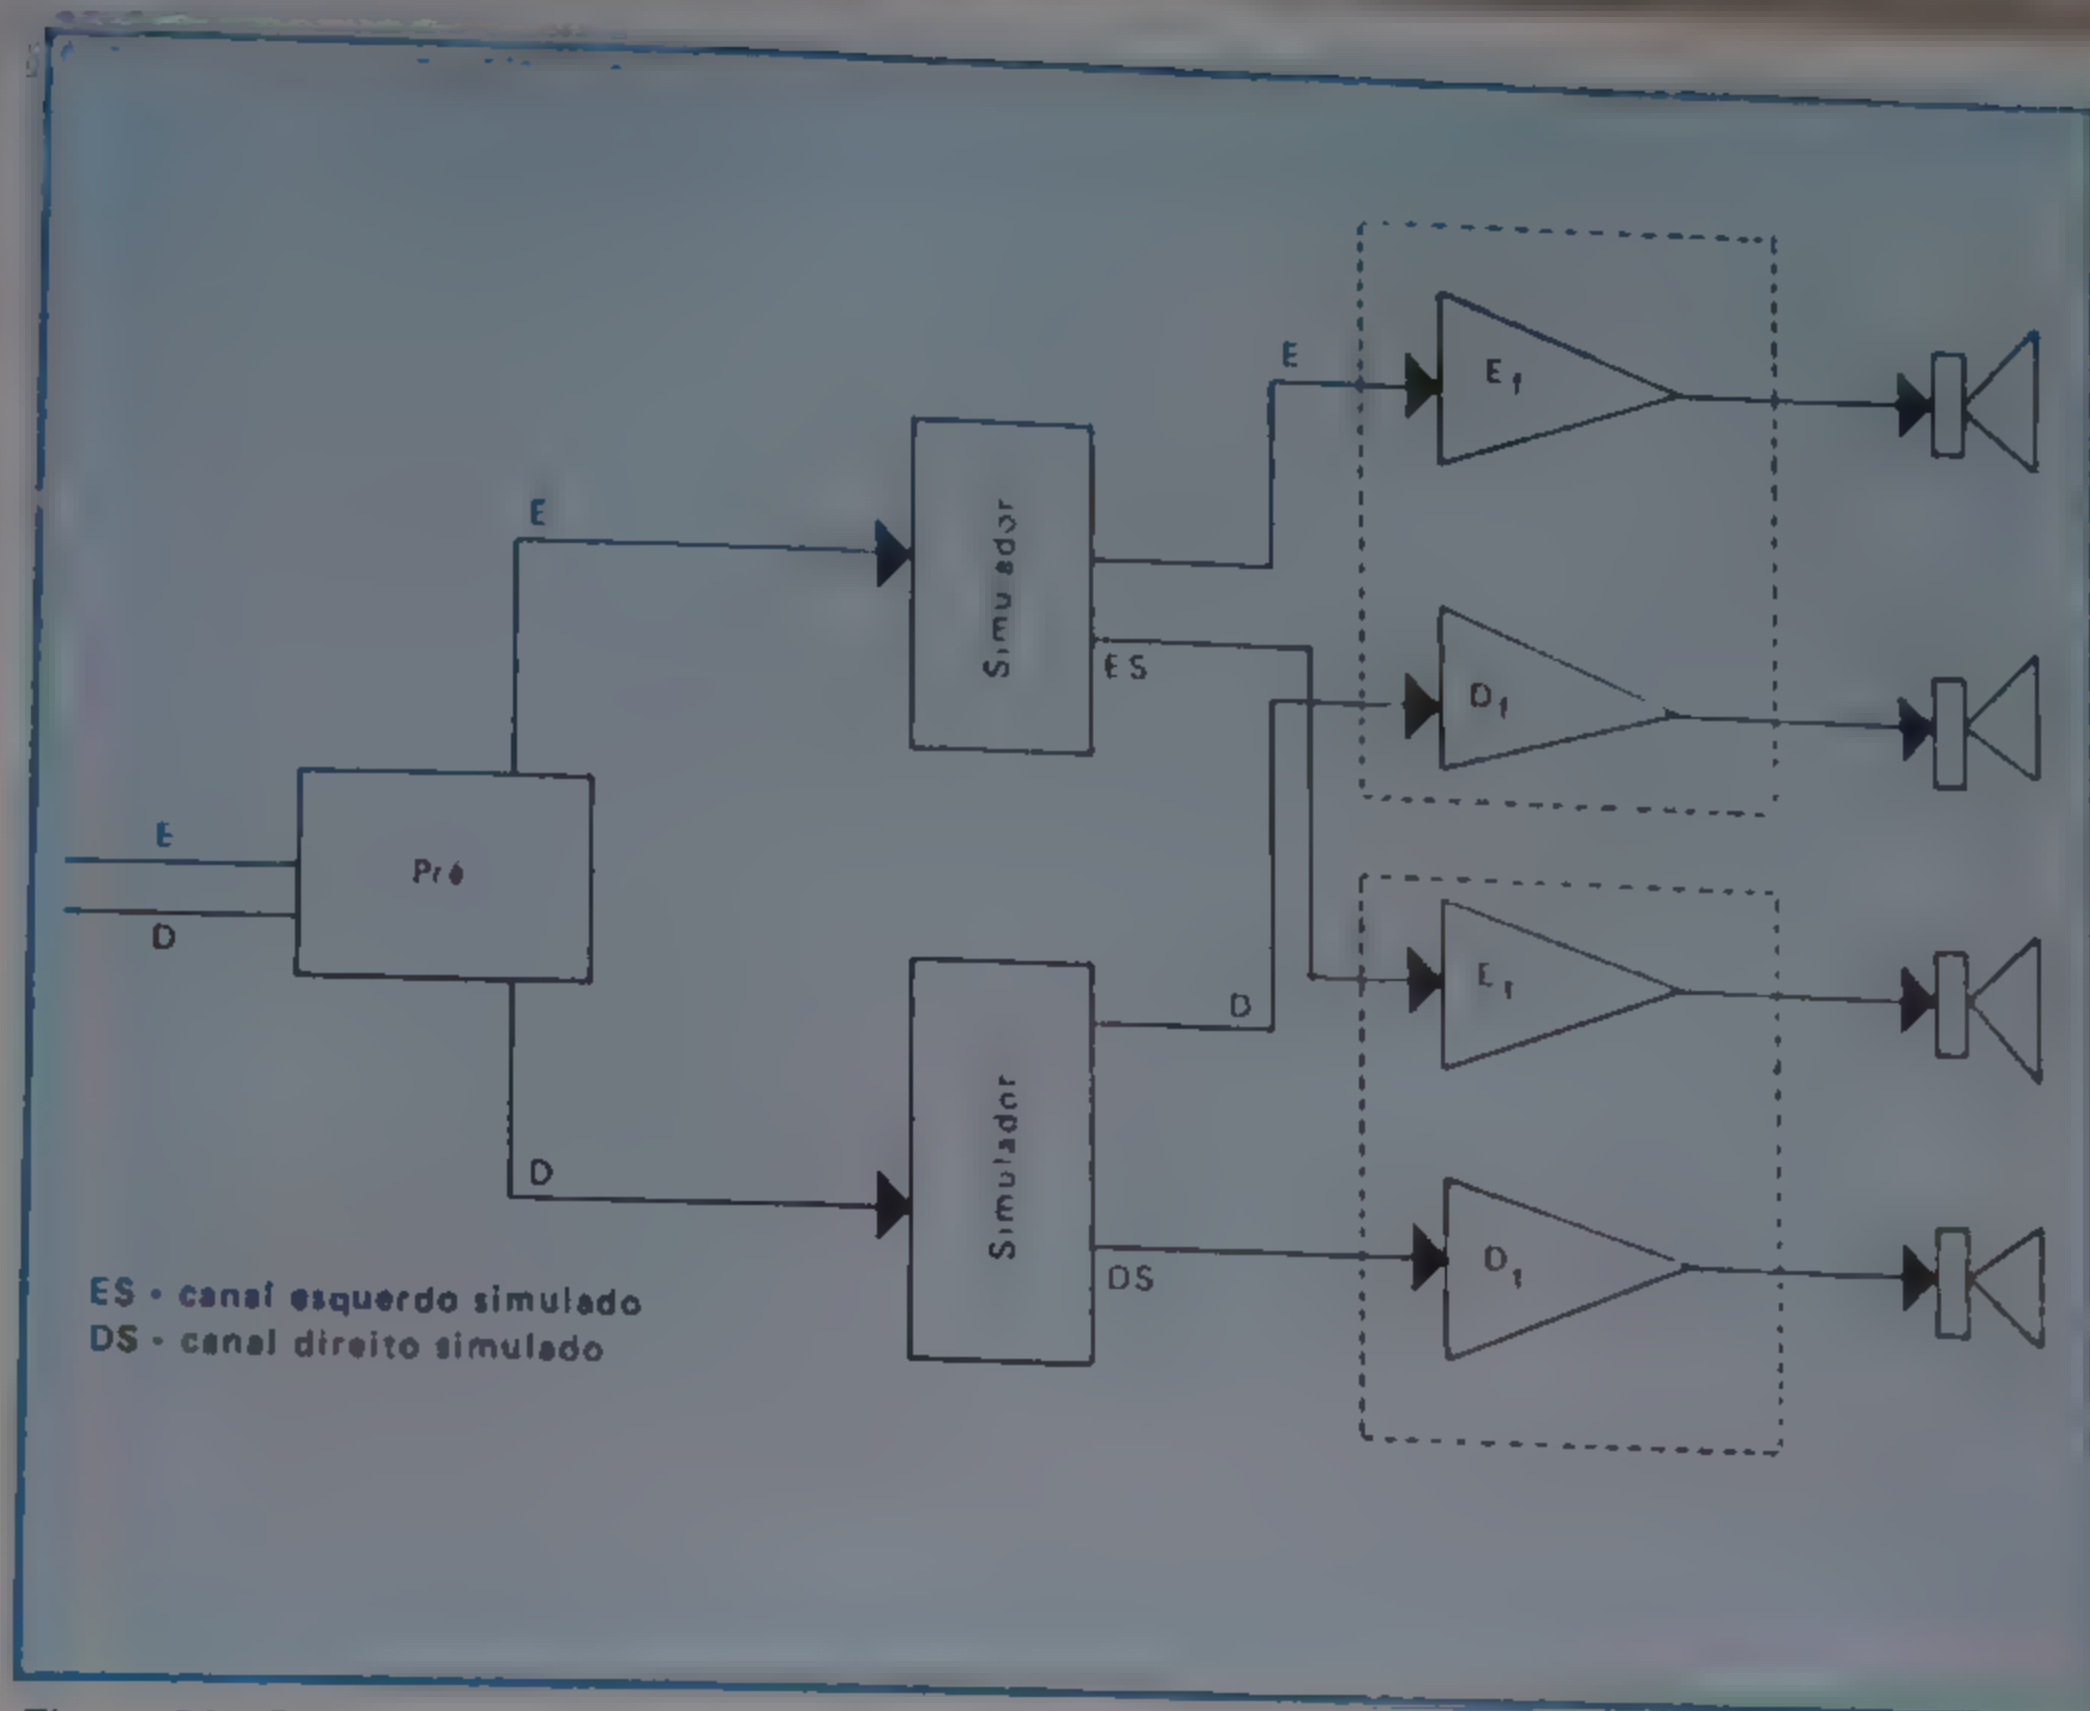 E
E
E₁
Simulador
ES
D₁
E
Pré
D
E₁
D
Simulador
D
DS
D₁
ES - canal esquerdo simulado
DS - canal direito simulado